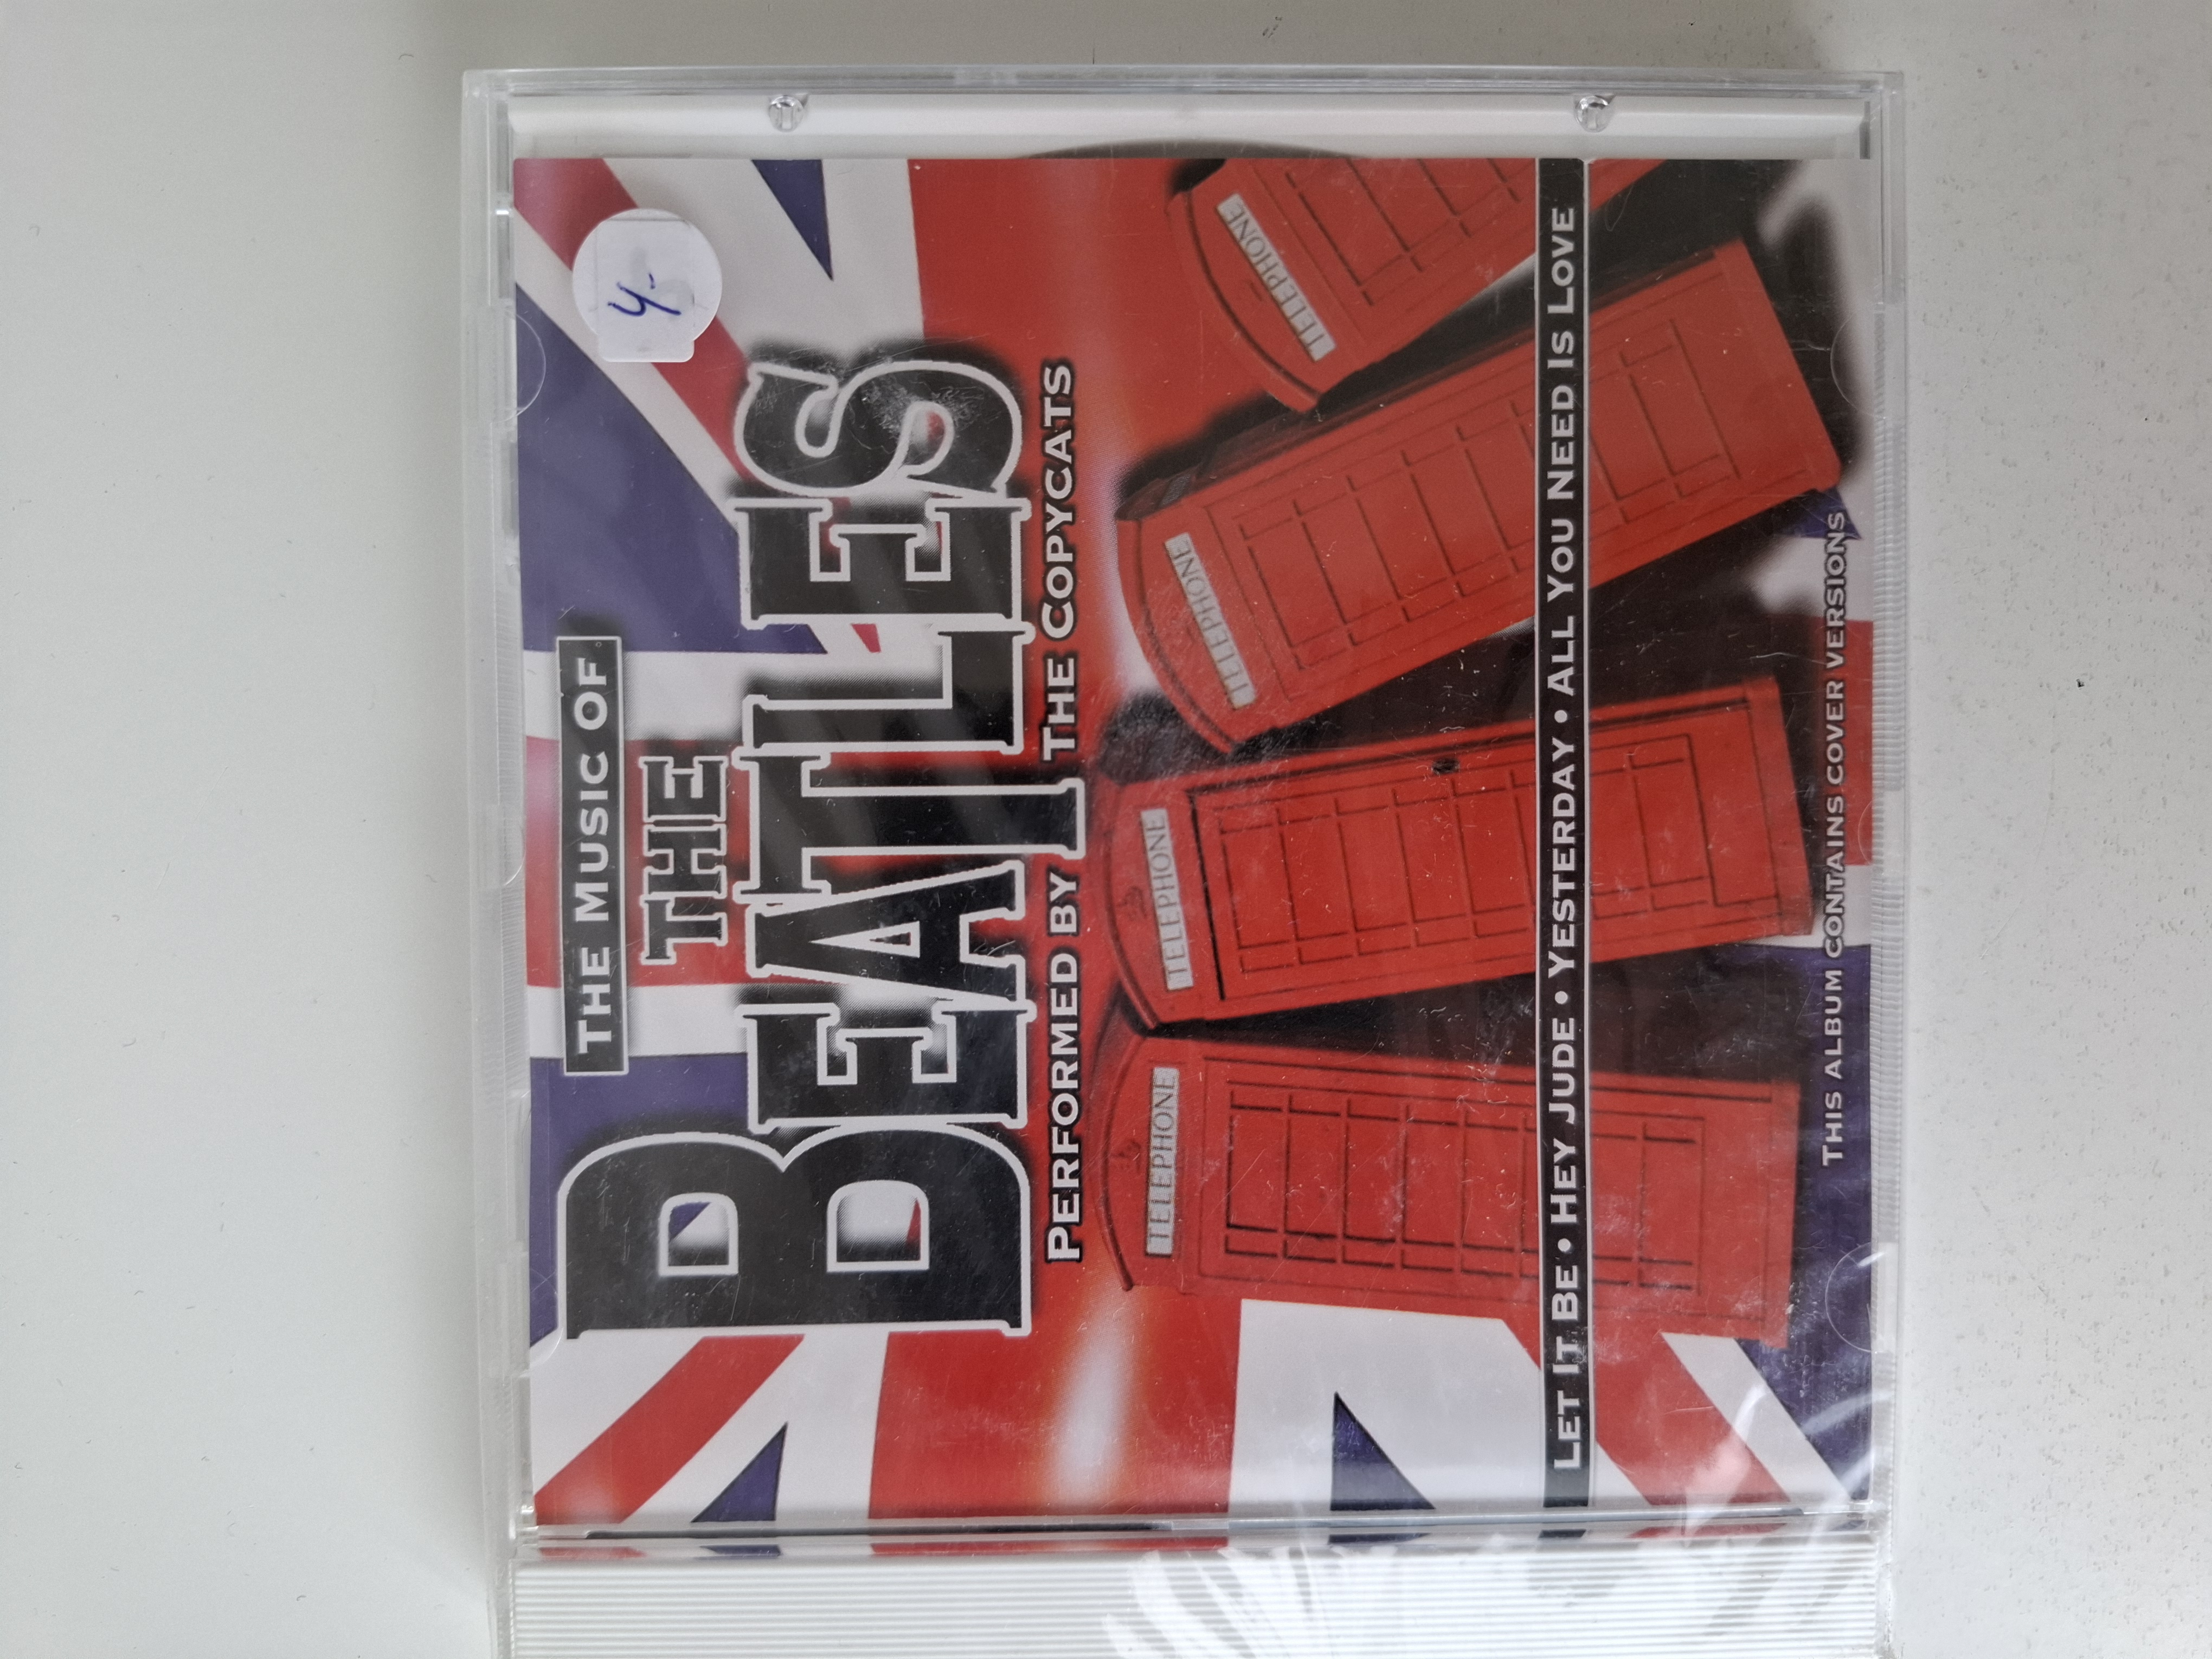 4-
THE MUSIC OF
THE
BEATLES
PERFORMED BY THE COPYCATS
TELEPHONE
TELEPHONE
TELEPHONE
TELEPHONE
LET IT BE • HEY JUDE • YESTERDAY • ALL YOU NEED IS LOVE
THIS ALBUM CONTAINS COVER VERSIONS